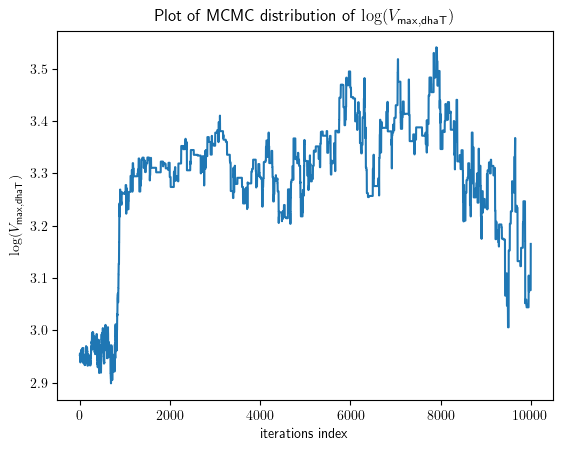 Plot of MCMC distribution of log(V_max,dhaT)
log(V_max,dhaT)
3.5
3.4
3.3
3.2
3.1
3.0
2.9
0 2000 4000 6000 8000 10000
iterations index